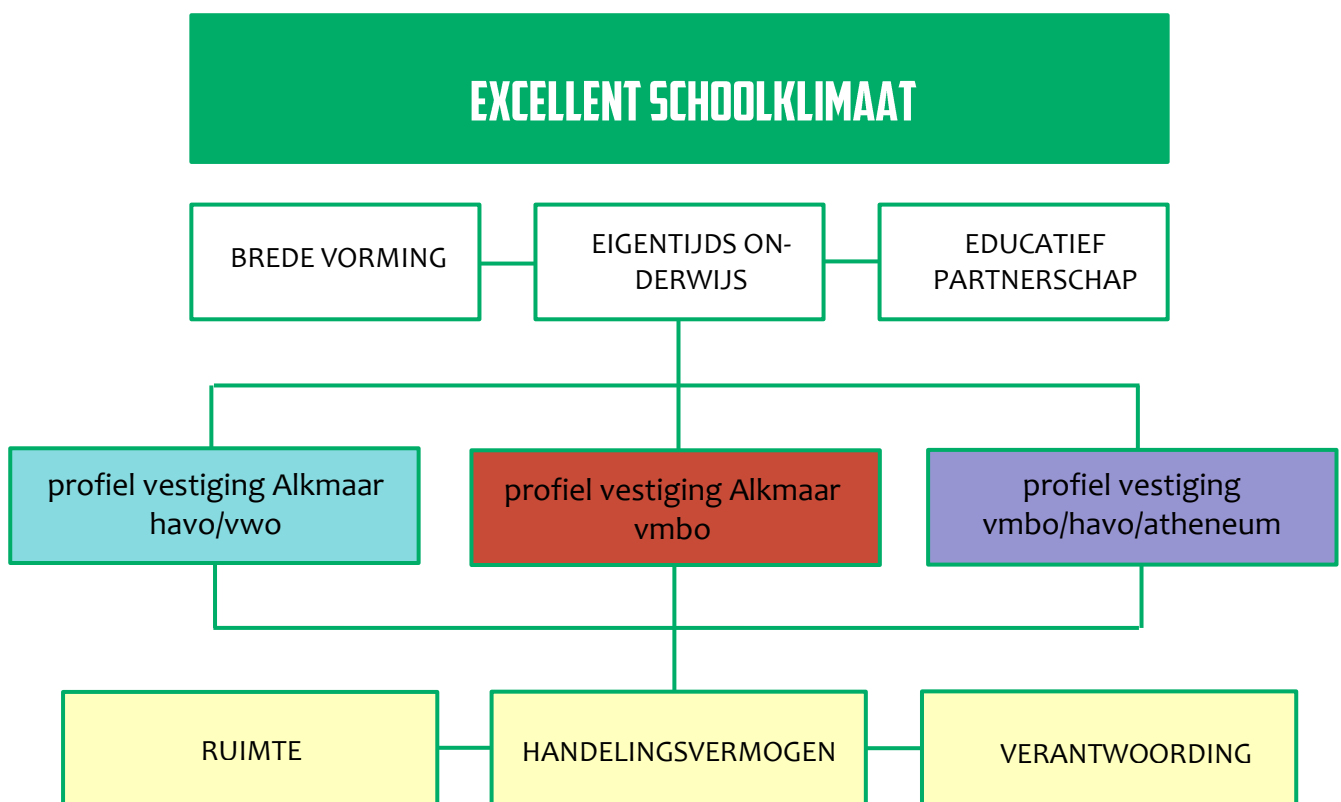 EXCELLENT SCHOOLKLIMAAT
BREDE VORMING
EIGENTIJDS ON-
DERWIJS
EDUCATIEF
PARTNERSCHAP
profiel vestiging Alkmaar
havo/vwo
profiel vestiging Alkmaar
vmbo
profiel vestiging
vmbo/havo/atheneum
RUIMTE
HANDELINGSVERMOGEN
VERANTWOORDING